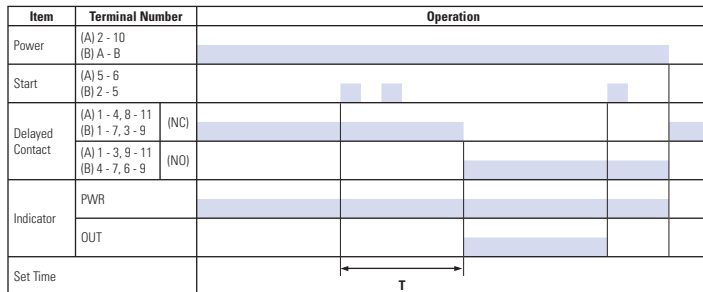 Item Terminal Number Operation
Power (A) 2 - 10
(B) A - B
Start (A) 5 - 6
(B) 2 - 5
Delayed Contact (A) 1 - 4, 8 - 11
(B) 1 - 7, 3 - 9 (NC)
(A) 1 - 3, 9 - 11
(B) 4 - 7, 6 - 9 (NO)
Indicator PWR
OUT
Set Time T